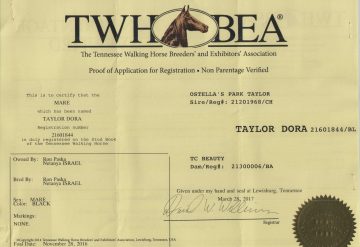 TWHBEA®
The Tennessee Walking Horse Breeders' and Exhibitors' Association
Proof of Application for Registration • Non Parentage Verified
This is to certify that the
MARE
which has been named
TAYLOR DORA
Registration number
21601844
is duly registered on the Stud Book
of the Tennessee Walking Horse
OSTELLA'S PARK TAYLOR
Sire/Reg#: 21201968/CH
TAYLOR DORA 21601844/BL
Owned By: Ron Paska
Netanya ISRAEL
TC BEAUTY
Dam/Reg#: 21300006/BA
Bred By: Ron Paska
Netanya ISRAEL
Given under my hand and seal at Lewisburg, Tennessee
March 28, 2017
Sex: MARE
Color: BLACK
Markings:
NONE
Registrar
Foal Date: November 28, 2016